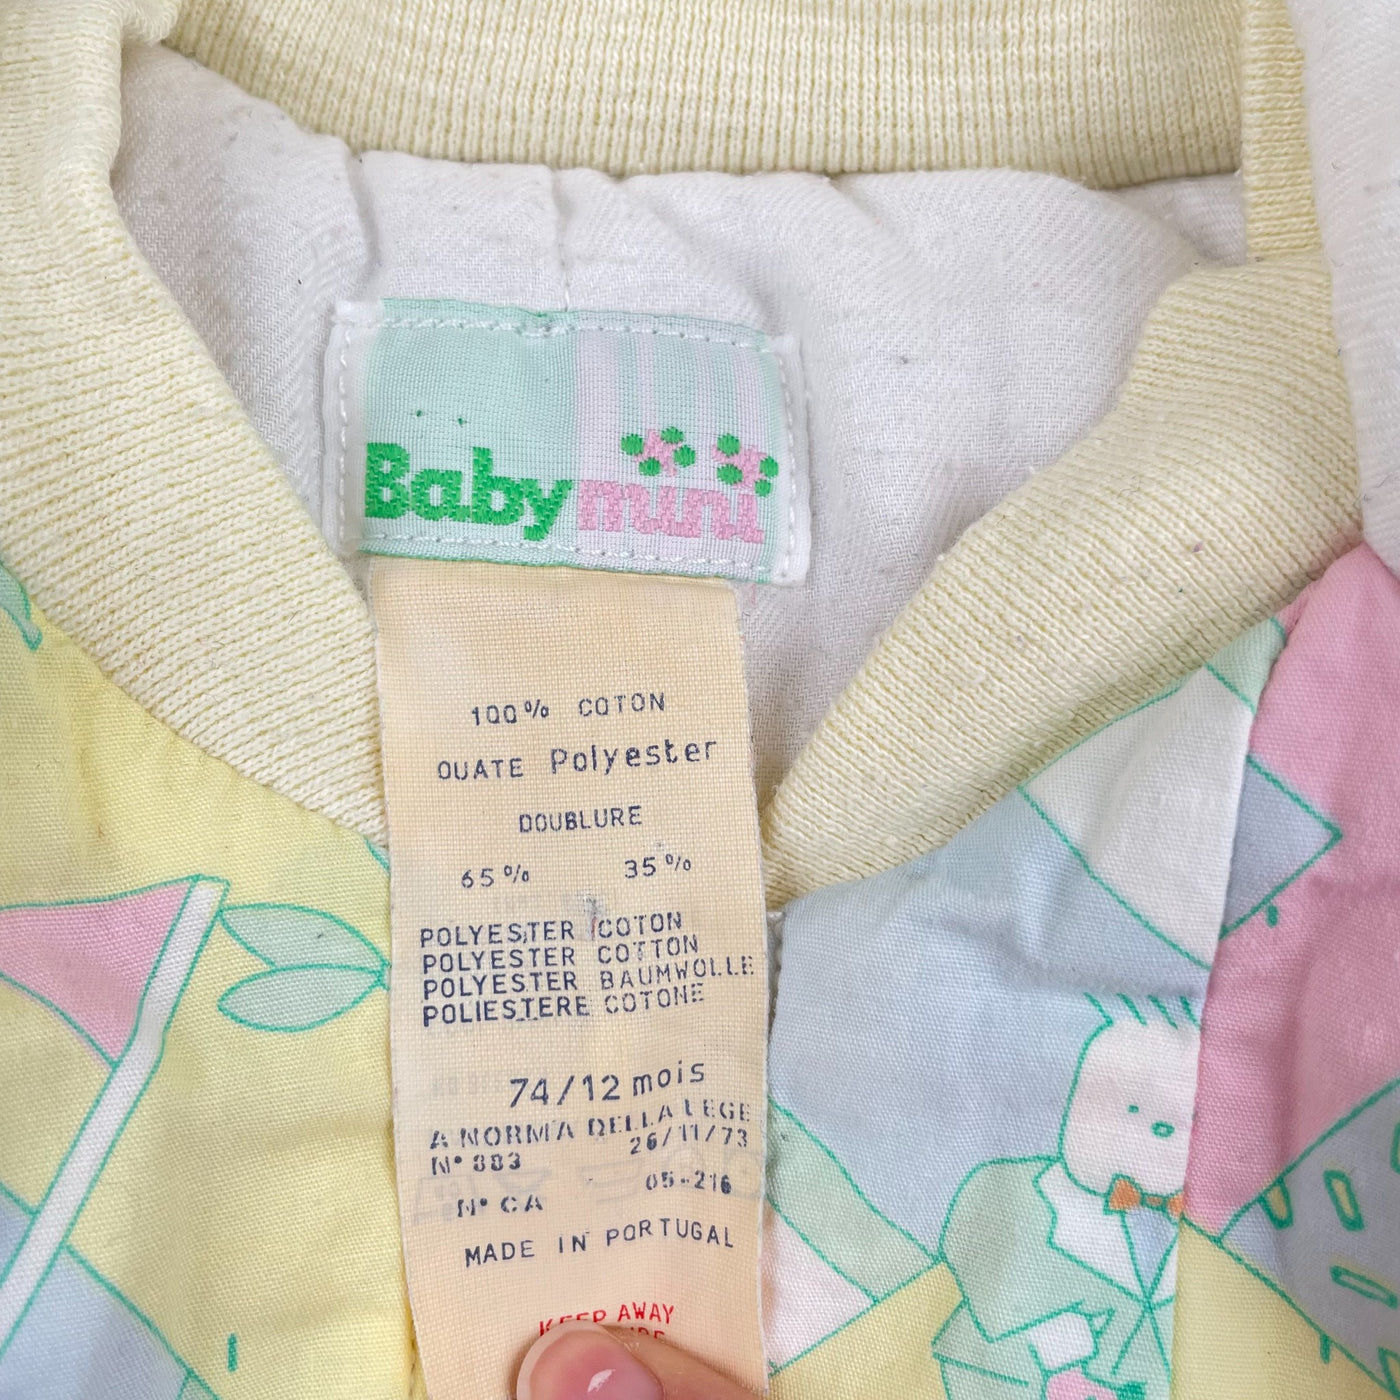 Baby mini
100% COTON
OUATE Polyester
DOUBLURE
65% 35%
POLYESTER COTON
POLYESTER COTTON
POLYESTER BAUMWOLLE
POLIESTERE COTONE
74/12 mois
A NORMA DELLA LEGE
N° 883 26/11/73
N° CA 05-216
MADE IN PORTUGAL
KEEP AWAY